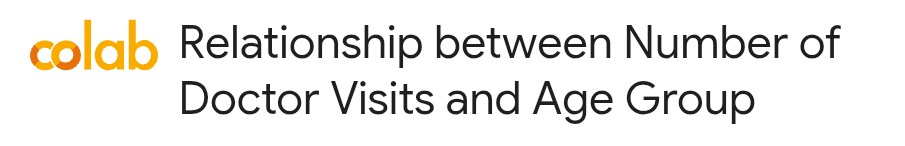 colab Relationship between Number of
Doctor Visits and Age Group